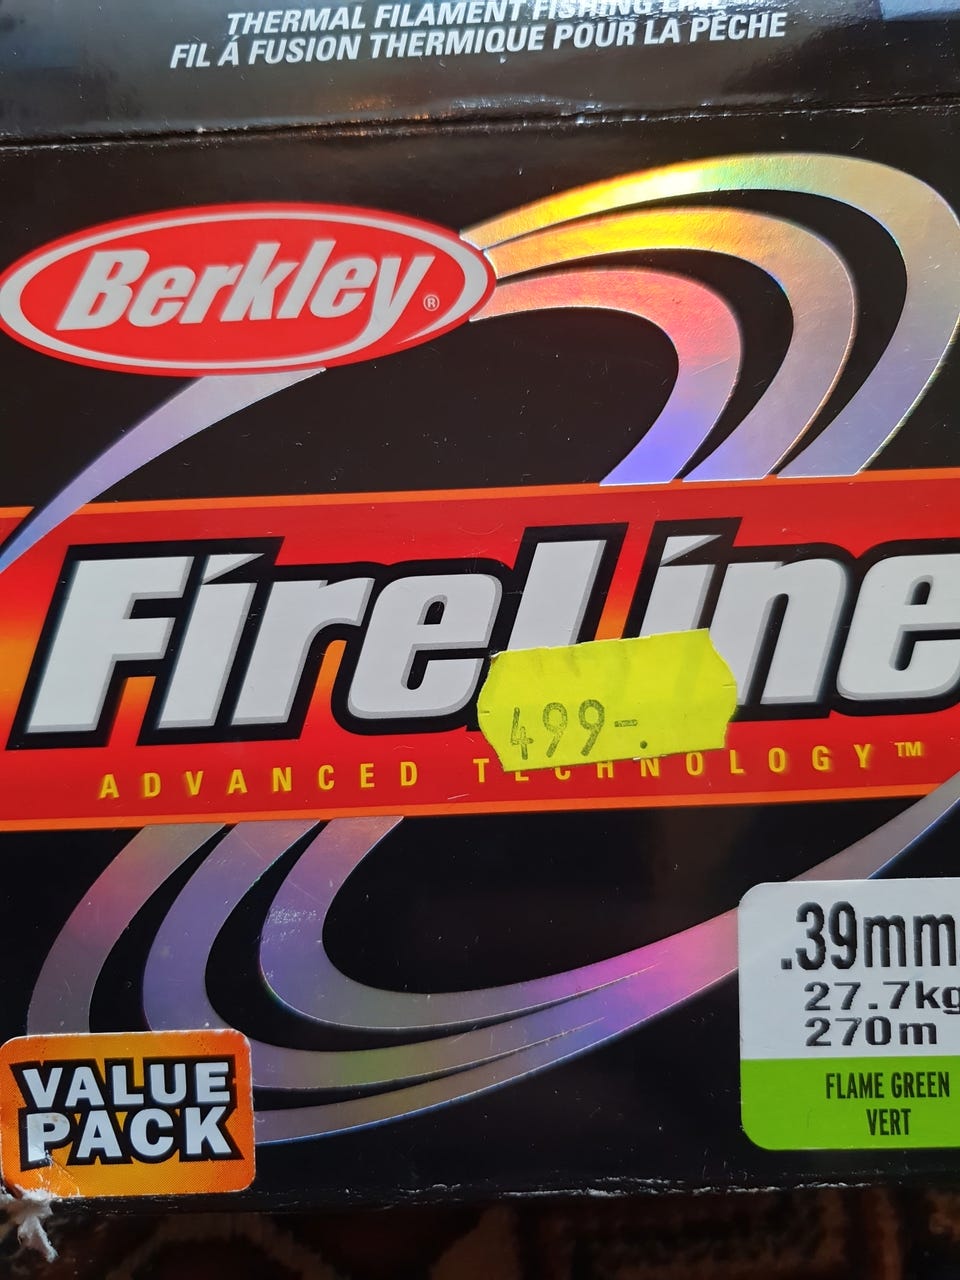 THERMAL FILAMENT FISHING LINE
FIL Á FUSION THERMIQUE POUR LA PÊCHE
Berkley®
FireLine
499-.
ADVANCED TECHNOLOGY™
.39mm
27.7kg
270m
FLAME GREEN
VERT
VALUE
PACK